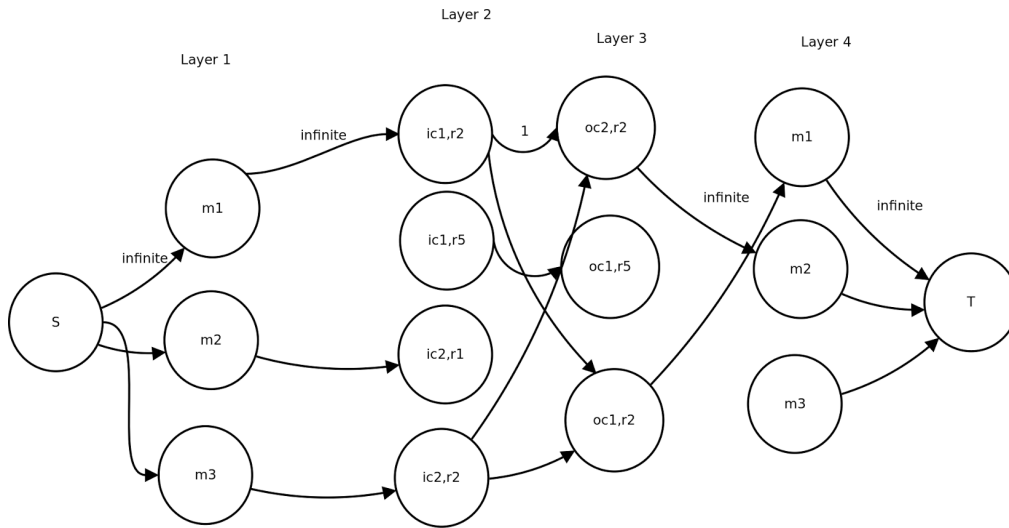 Layer 1
Layer 2
Layer 3
Layer 4
S
infinite
m1
m2
m3
infinite
ic1,r2
ic1,r5
ic2,r1
ic2,r2
1
oc2,r2
oc1,r5
oc1,r2
infinite
m1
m2
m3
infinite
T